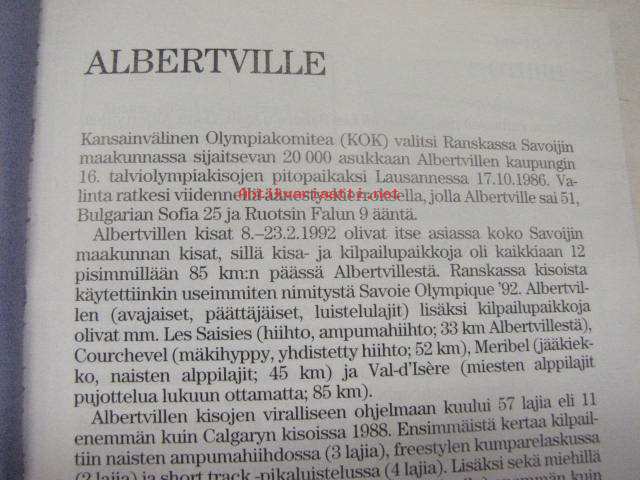 ALBERTVILLE
Kansainvälinen Olympiakomitea (KOK) valitsi Ranskassa Savoijin
maakunnassa sijaitsevan 20 000 asukkaan Albertvillen kaupungin
16. talviolympiakisojen pitopaikaksi Lausannessa 17.10.1986. Va-
linta ratkesi viidennellä äänestyskierroksella, jolla Albertville sai 51,
Bulgarian Sofia 25 ja Ruotsin Falun 9 ääntä.
Albertvillen kisat 8.–23.2.1992 olivat itse asiassa koko Savoijin
maakunnan kisat, sillä kisa- ja kilpailupaikkoja oli kaikkiaan 12
pisimmillään 85 km:n päässä Albertvillestä. Ranskassa kisoista
käytettiinkin useimmiten nimitystä Savoie Olympique '92. Albertvil-
len (avajaiset, päättäjäiset, luistelulajit) lisäksi kilpailupaikkoja
olivat mm. Les Saisies (hiihto, ampumahiihto; 33 km Albertvillestä),
Courchevel (mäkihyppy, yhdistetty hiihto; 52 km), Meribel (jääkiek-
ko, naisten alppilajit; 45 km) ja Val-d'Isère (miesten alppilajit
pujottelua lukuun ottamatta; 85 km).
Albertvillen kisojen viralliseen ohjelmaan kuului 57 lajia eli 11
enemmän kuin Calgaryn kisoissa 1988. Ensimmäistä kertaa kilpail-
tiin naisten ampumahiihdossa (3 lajia), freestylen kumparelaskussa
(2 lajia) ja short track -pikaluistelussa (4 lajia). Lisäksi sekä miehillä
enemmän kuin